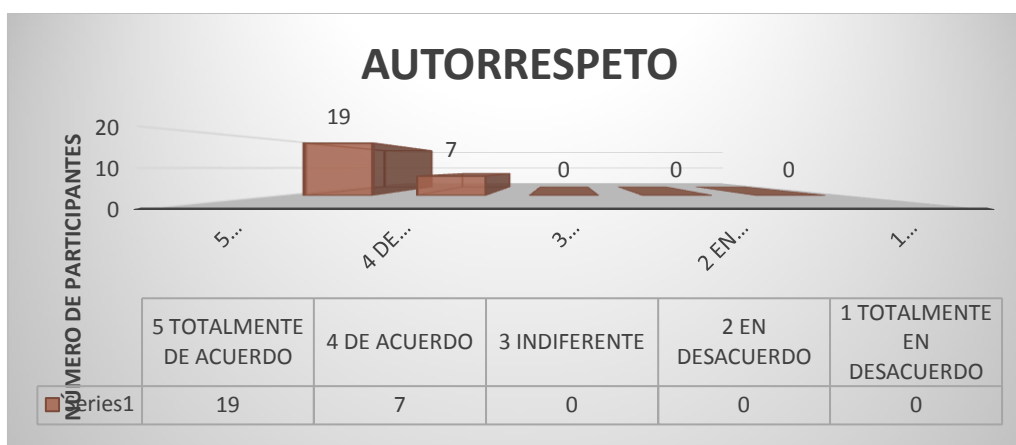 AUTORRESPETO
NÚMERO DE PARTICIPANTES
20
10
0
19
7
0
0
0
5...
4 DE...
3...
2 EN...
1...
5 TOTALMENTE
DE ACUERDO
4 DE ACUERDO
3 INDIFERENTE
2 EN
DESACUERDO
1 TOTALMENTE
EN
DESACUERDO
Series1
19
7
0
0
0